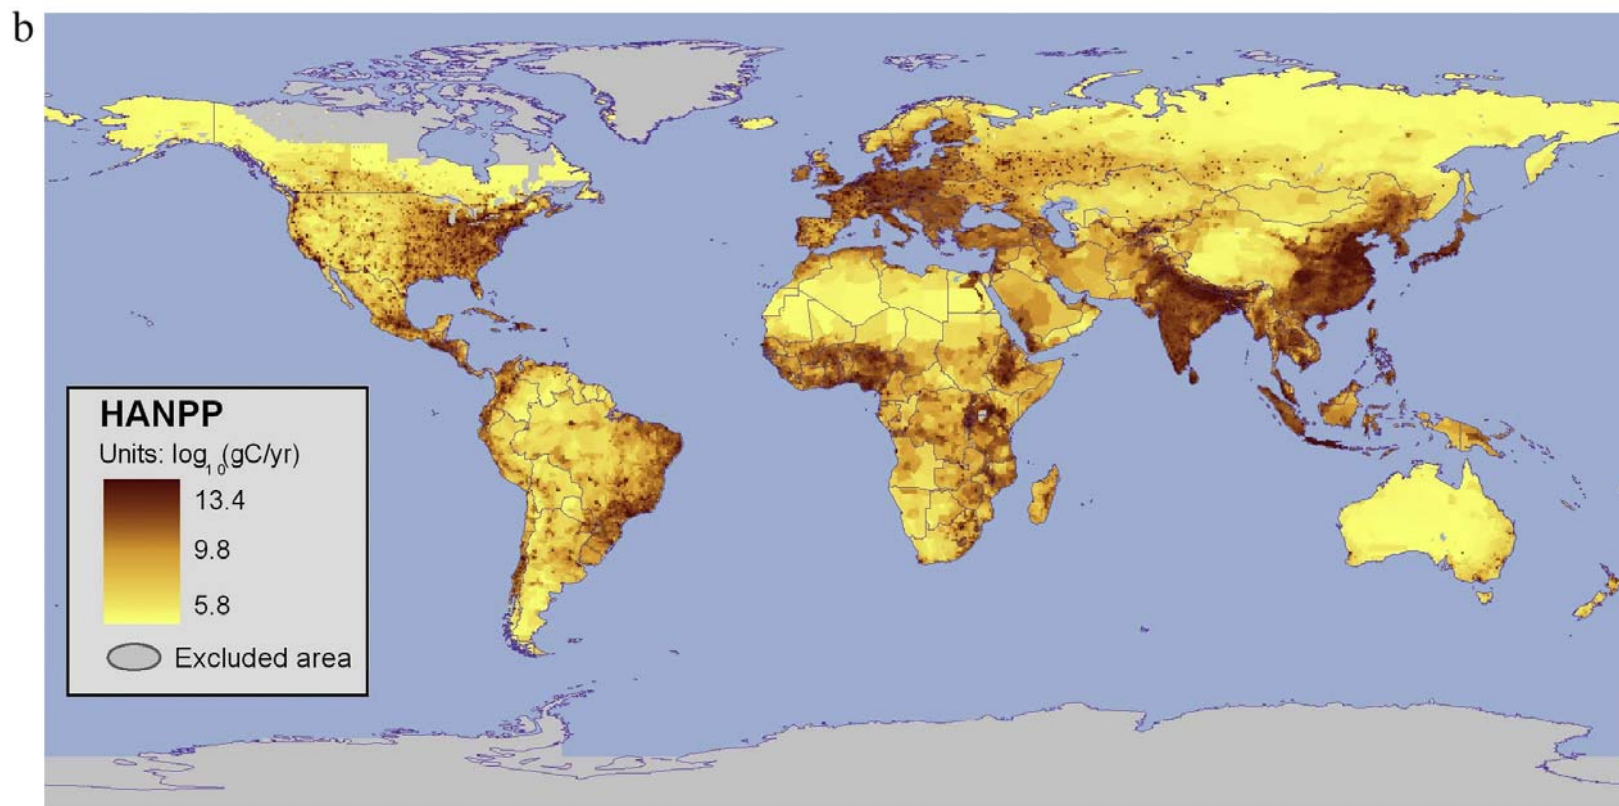 b
HANPP
Units: log₁₀(gC/yr)
13.4
9.8
5.8
Excluded area